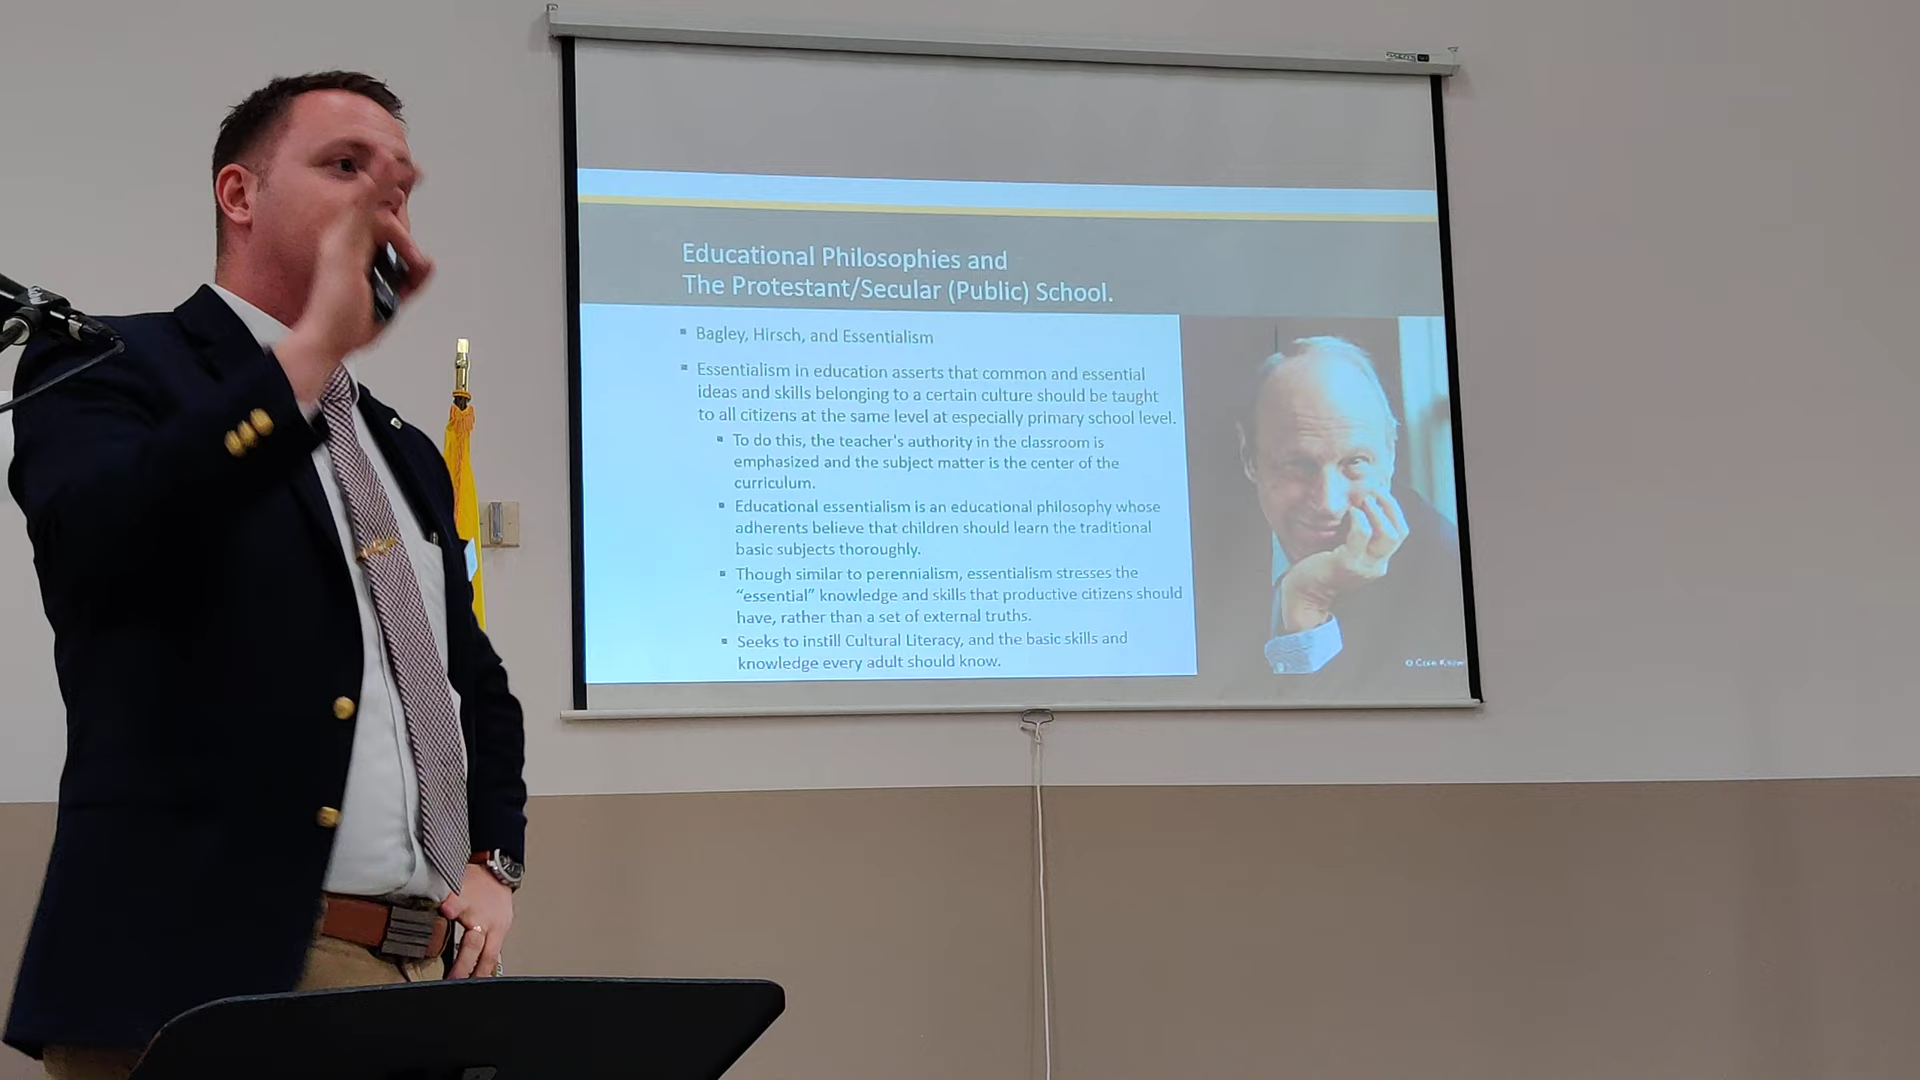 Educational Philosophies and
The Protestant/Secular (Public) School.
Bagley, Hirsch, and Essentialism
Essentialism in education asserts that common and essential
ideas and skills belonging to a certain culture should be taught
to all citizens at the same level at especially primary school level.
To do this, the teacher's authority in the classroom is
emphasized and the subject matter is the center of the
curriculum.
Educational essentialism is an educational philosophy whose
adherents believe that children should learn the traditional
basic subjects thoroughly.
Though similar to perennialism, essentialism stresses the
“essential” knowledge and skills that productive citizens should
have, rather than a set of external truths.
Seeks to instill Cultural Literacy, and the basic skills and
knowledge every adult should know.
©